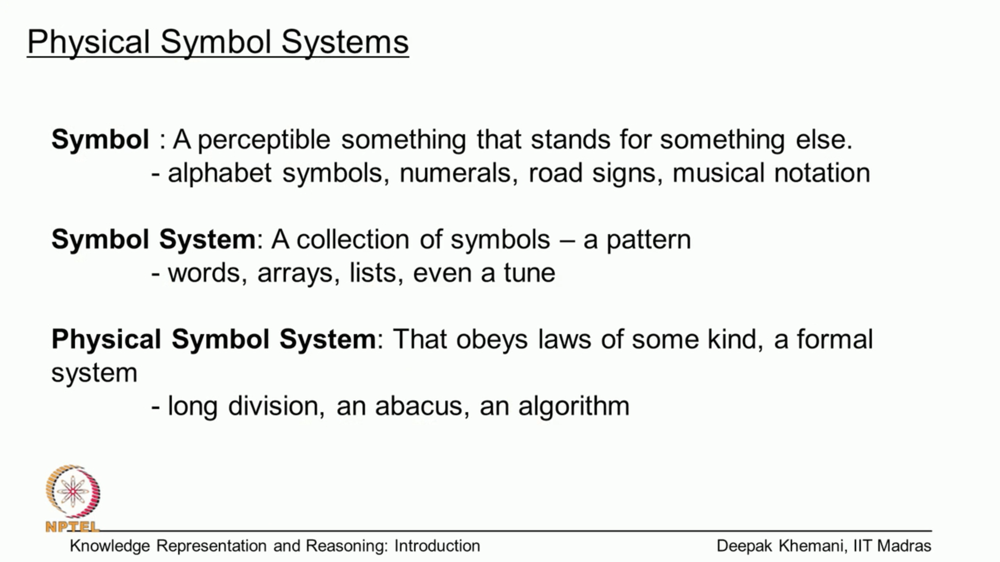 Physical Symbol Systems
Symbol : A perceptible something that stands for something else.
- alphabet symbols, numerals, road signs, musical notation
Symbol System: A collection of symbols – a pattern
- words, arrays, lists, even a tune
Physical Symbol System: That obeys laws of some kind, a formal
system
- long division, an abacus, an algorithm
NPTEL
Knowledge Representation and Reasoning: Introduction
Deepak Khemani, IIT Madras